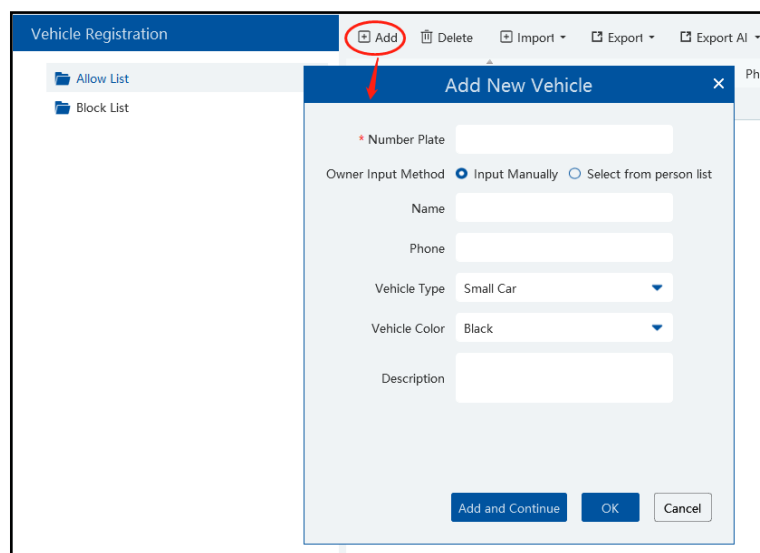 Vehicle Registration
Add Delete Import Export Export Al
Allow List
Block List
Ph
Add New Vehicle
* Number Plate
Owner Input Method Input Manually Select from person list
Name
Phone
Vehicle Type Small Car
Vehicle Color Black
Description
Add and Continue OK Cancel